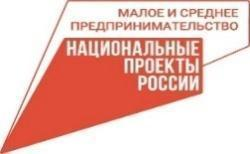 МАЛОЕ И СРЕДНЕЕ
ПРЕДПРИНИМАТЕЛЬСТВО
НАЦИОНАЛЬНЫЕ
ПРОЕКТЫ
РОССИИ